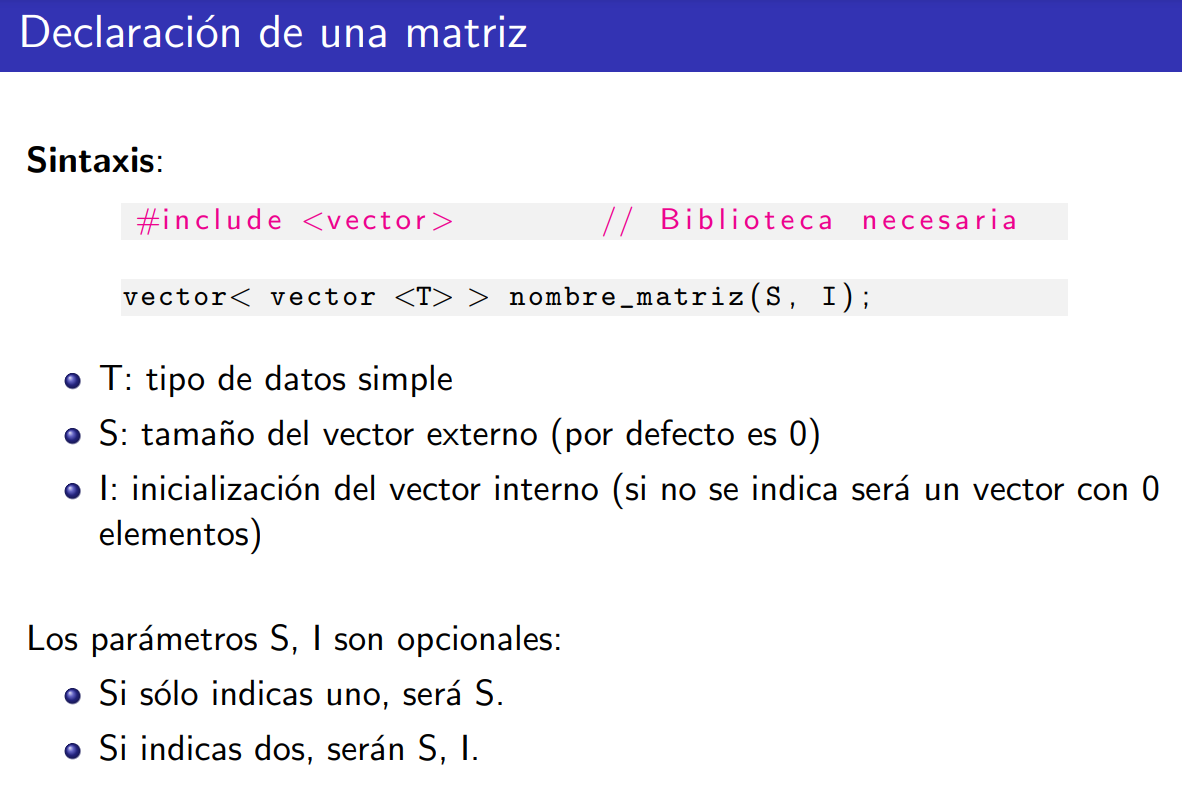 Declaración de una matriz
Sintaxis:
#include <vector> // Biblioteca necesaria
vector< vector <T> > nombre_matriz(S, I);
T: tipo de datos simple
S: tamaño del vector externo (por defecto es 0)
I: inicialización del vector interno (si no se indica será un vector con 0
elementos)
Los parámetros S, I son opcionales:
Si sólo indicas uno, será S.
Si indicas dos, serán S, I.